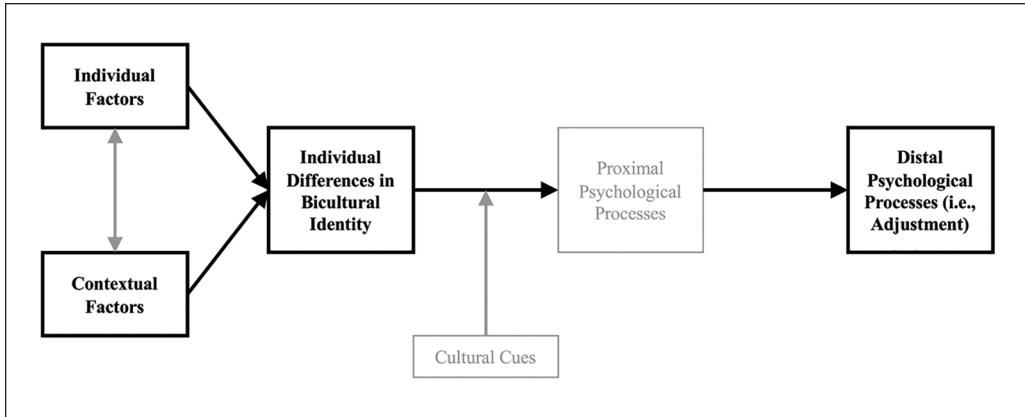 Individual
Factors
Contextual
Factors
Individual
Differences in
Bicultural
Identity
Cultural Cues
Proximal
Psychological
Processes
Distal
Psychological
Processes (i.e.,
Adjustment)